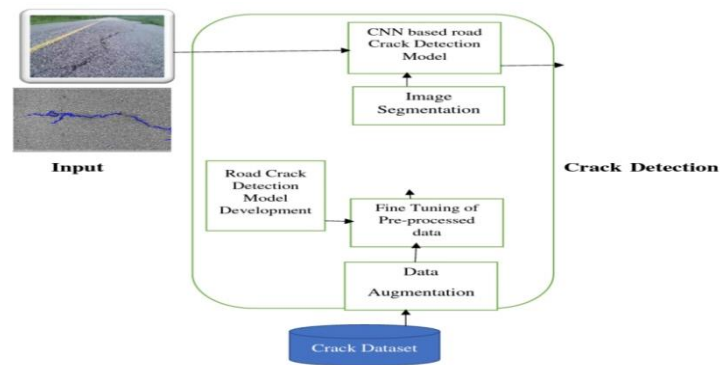 CNN based road
Crack Detection
Model
Image
Segmentation
Input
Crack Detection
Road Crack
Detection
Model
Development
Fine Tuning of
Pre-processed
data
Data
Augmentation
Crack Dataset